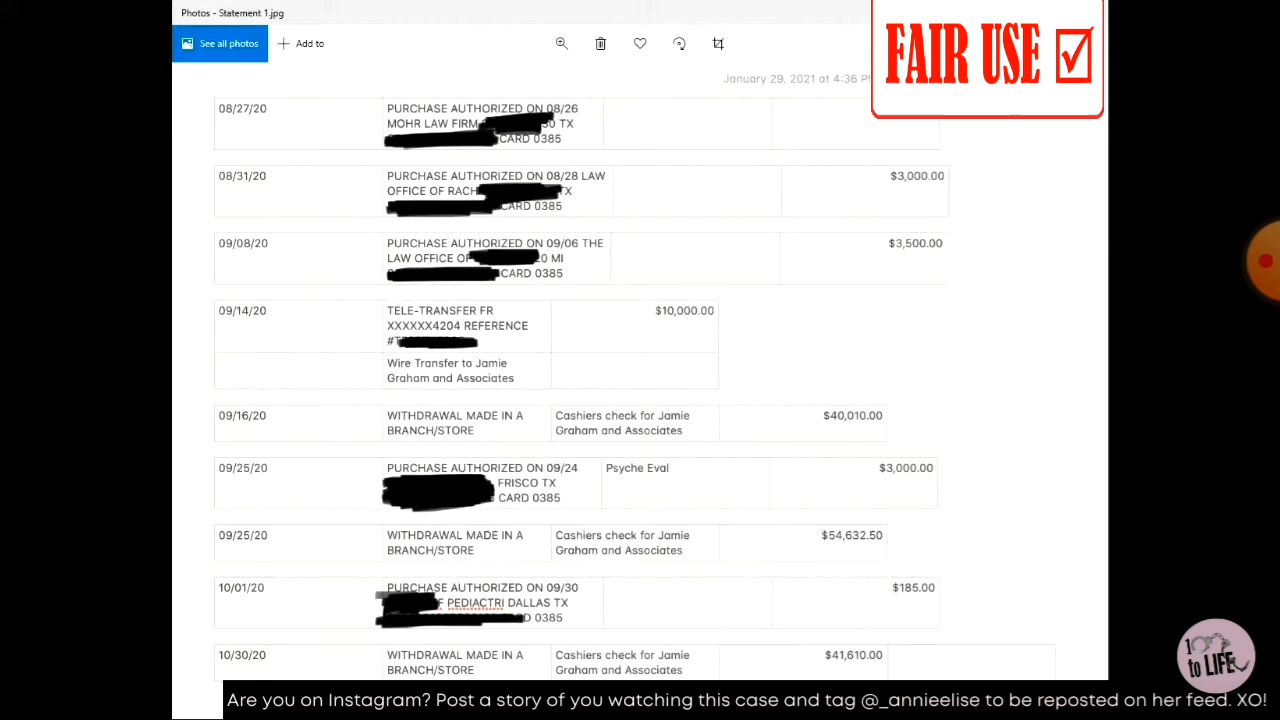 Photos - Statement 1.jpg
See all photos
Add to
January 29, 2021 at 4:36
FAIR USE
08/27/20
PURCHASE AUTHORIZED ON 08/26
MOHR LAW FIRM TX
CARD 0385
08/31/20
PURCHASE AUTHORIZED ON 08/28 LAW
$3,000.00
OFFICE OF RACH TX
CARD 0385
09/08/20
PURCHASE AUTHORIZED ON 09/06 THE
$3,500.00
LAW OFFICE OF MI
CARD 0385
09/14/20
TELE-TRANSFER FR
$10,000.00
XXXXXX4204 REFERENCE
Wire Transfer to Jamie
Graham and Associates
09/16/20
WITHDRAWAL MADE IN A
BRANCH/STORE
Cashiers check for Jamie
Graham and Associates
$40,010.00
09/25/20
PURCHASE AUTHORIZED ON 09/24
FRISCO TX
CARD 0385
Psyche Eval
$3,000.00
09/25/20
WITHDRAWAL MADE IN A
BRANCH/STORE
Cashiers check for Jamie
Graham and Associates
$54,632.50
10/01/20
PURCHASE AUTHORIZED ON 09/30
PEDIACTRI DALLAS TX
0385
$185.00
10/30/20
WITHDRAWAL MADE IN A
BRANCH/STORE
Cashiers check for Jamie
Graham and Associates
$41,610.00
to LIFE
Are you on Instagram? Post a story of you watching this case and tag @_annieelise to be reposted on her feed. XO!